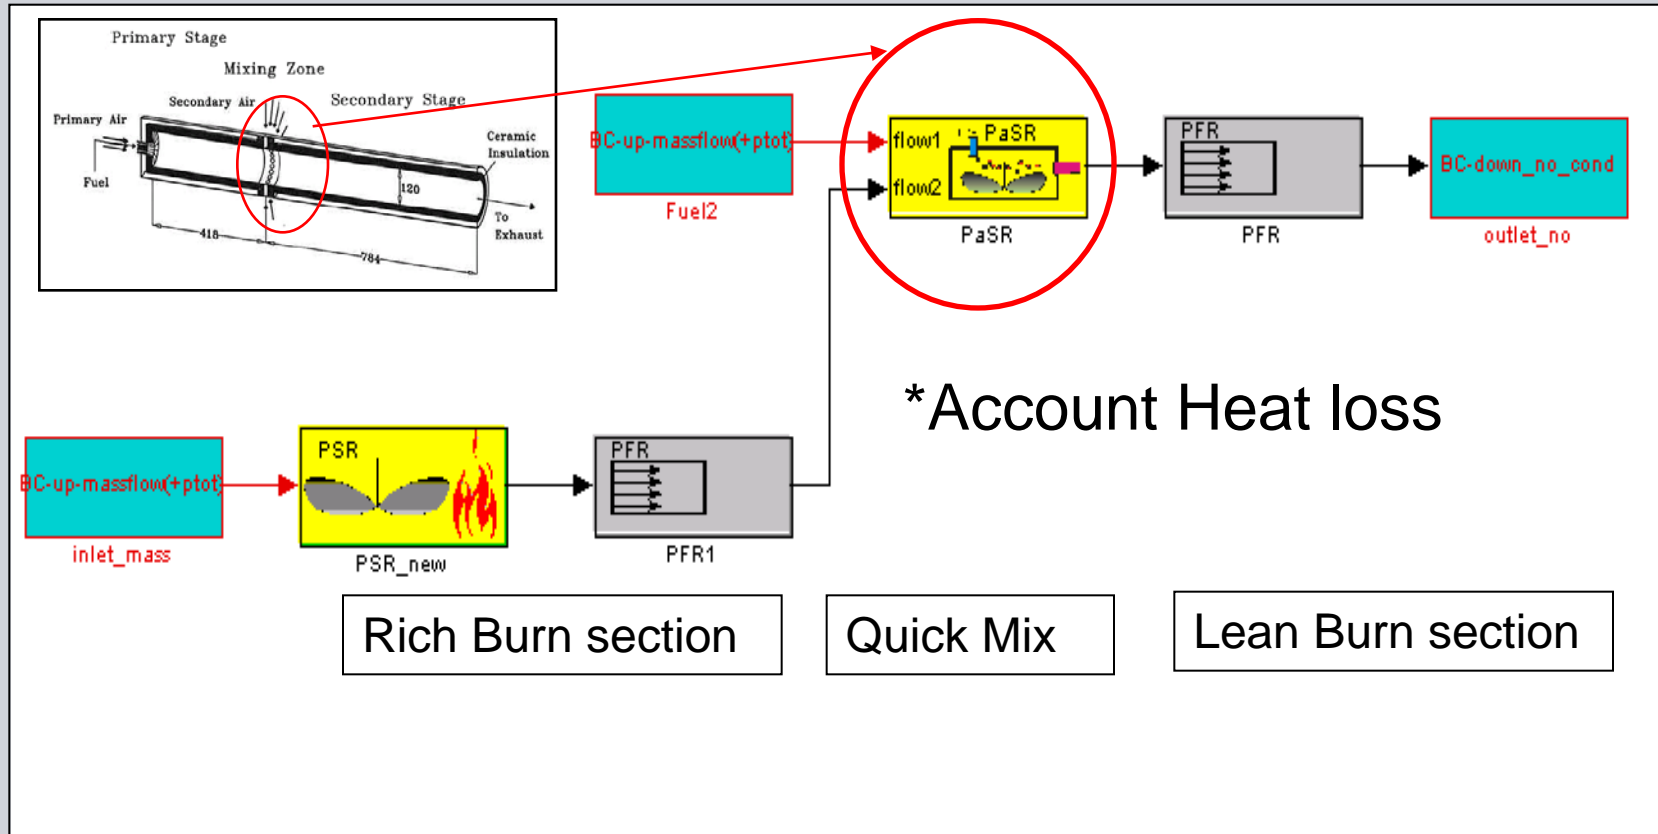 Primary Stage
Mixing Zone
Secondary Air
Secondary Stage
Primary Air
Fuel
Ceramic
Insulation
120
To
Exhaust
418
784
BC-up-massflow(+ptot)
Fuel2
flow1
PaSR
flow2
PaSR
PFR
PFR
BC-down_no_cond
outlet_no
*Account Heat loss
BC-up-massflow(+ptot)
inlet_mass
PSR
PSR_new
PFR
PFR1
Rich Burn section
Quick Mix
Lean Burn section